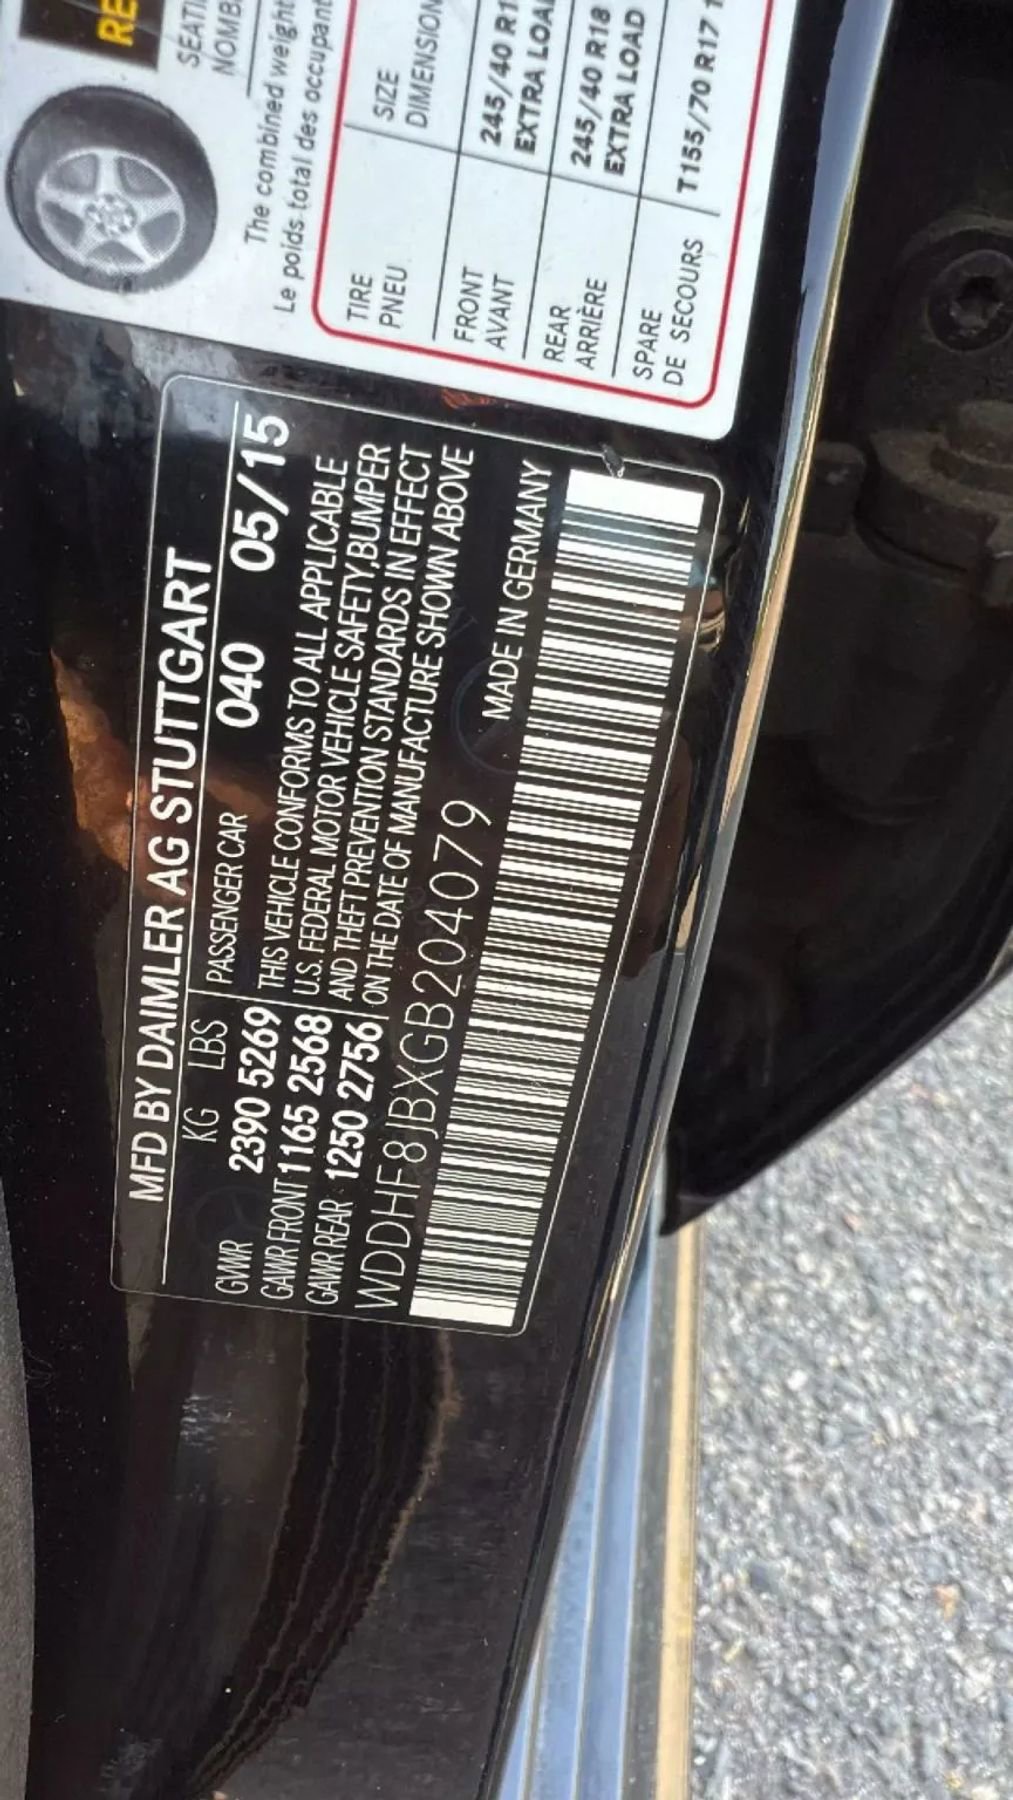 MFD BY DAIMLER AG STUTTGART
KG LBS PASSENGER CAR 040 05/15
GVWR 2390 5269 THIS VEHICLE CONFORMS TO ALL APPLICABLE
GAWR FRONT 1165 2568 U.S. FEDERAL MOTOR VEHICLE SAFETY,BUMPER
GAWR REAR 1250 2756 AND THEFT PREVENTION STANDARDS IN EFFECT
ON THE DATE OF MANUFACTURE SHOWN ABOVE
WDDHF8JBXGB204079 MADE IN GERMANY
The combined weight
Le poids total des
TIRE SIZE
PNEU DIMENSION
FRONT 245/40
AVANT EXTRA
REAR 245/40 R18
ARRIÈRE EXTRA LOAD
SPARE T155/70 R17
DE SECOURS